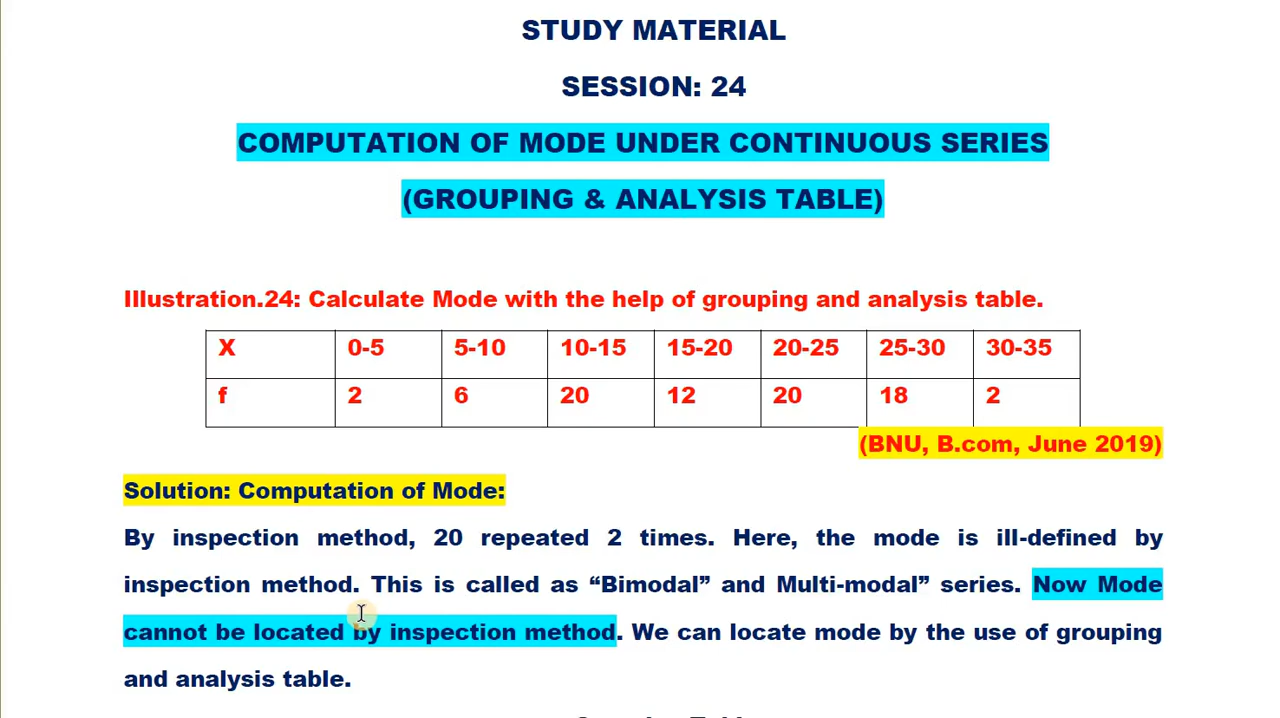 STUDY MATERIAL
SESSION: 24
COMPUTATION OF MODE UNDER CONTINUOUS SERIES
(GROUPING & ANALYSIS TABLE)
Illustration.24: Calculate Mode with the help of grouping and analysis table.
X 0-5 5-10 10-15 15-20 20-25 25-30 30-35
f 2 6 20 12 20 18 2
(BNU, B.com, June 2019)
Solution: Computation of Mode:
By inspection method, 20 repeated 2 times. Here, the mode is ill-defined by
inspection method. This is called as “Bimodal” and Multi-modal” series. Now Mode
cannot be located by inspection method. We can locate mode by the use of grouping
and analysis table.